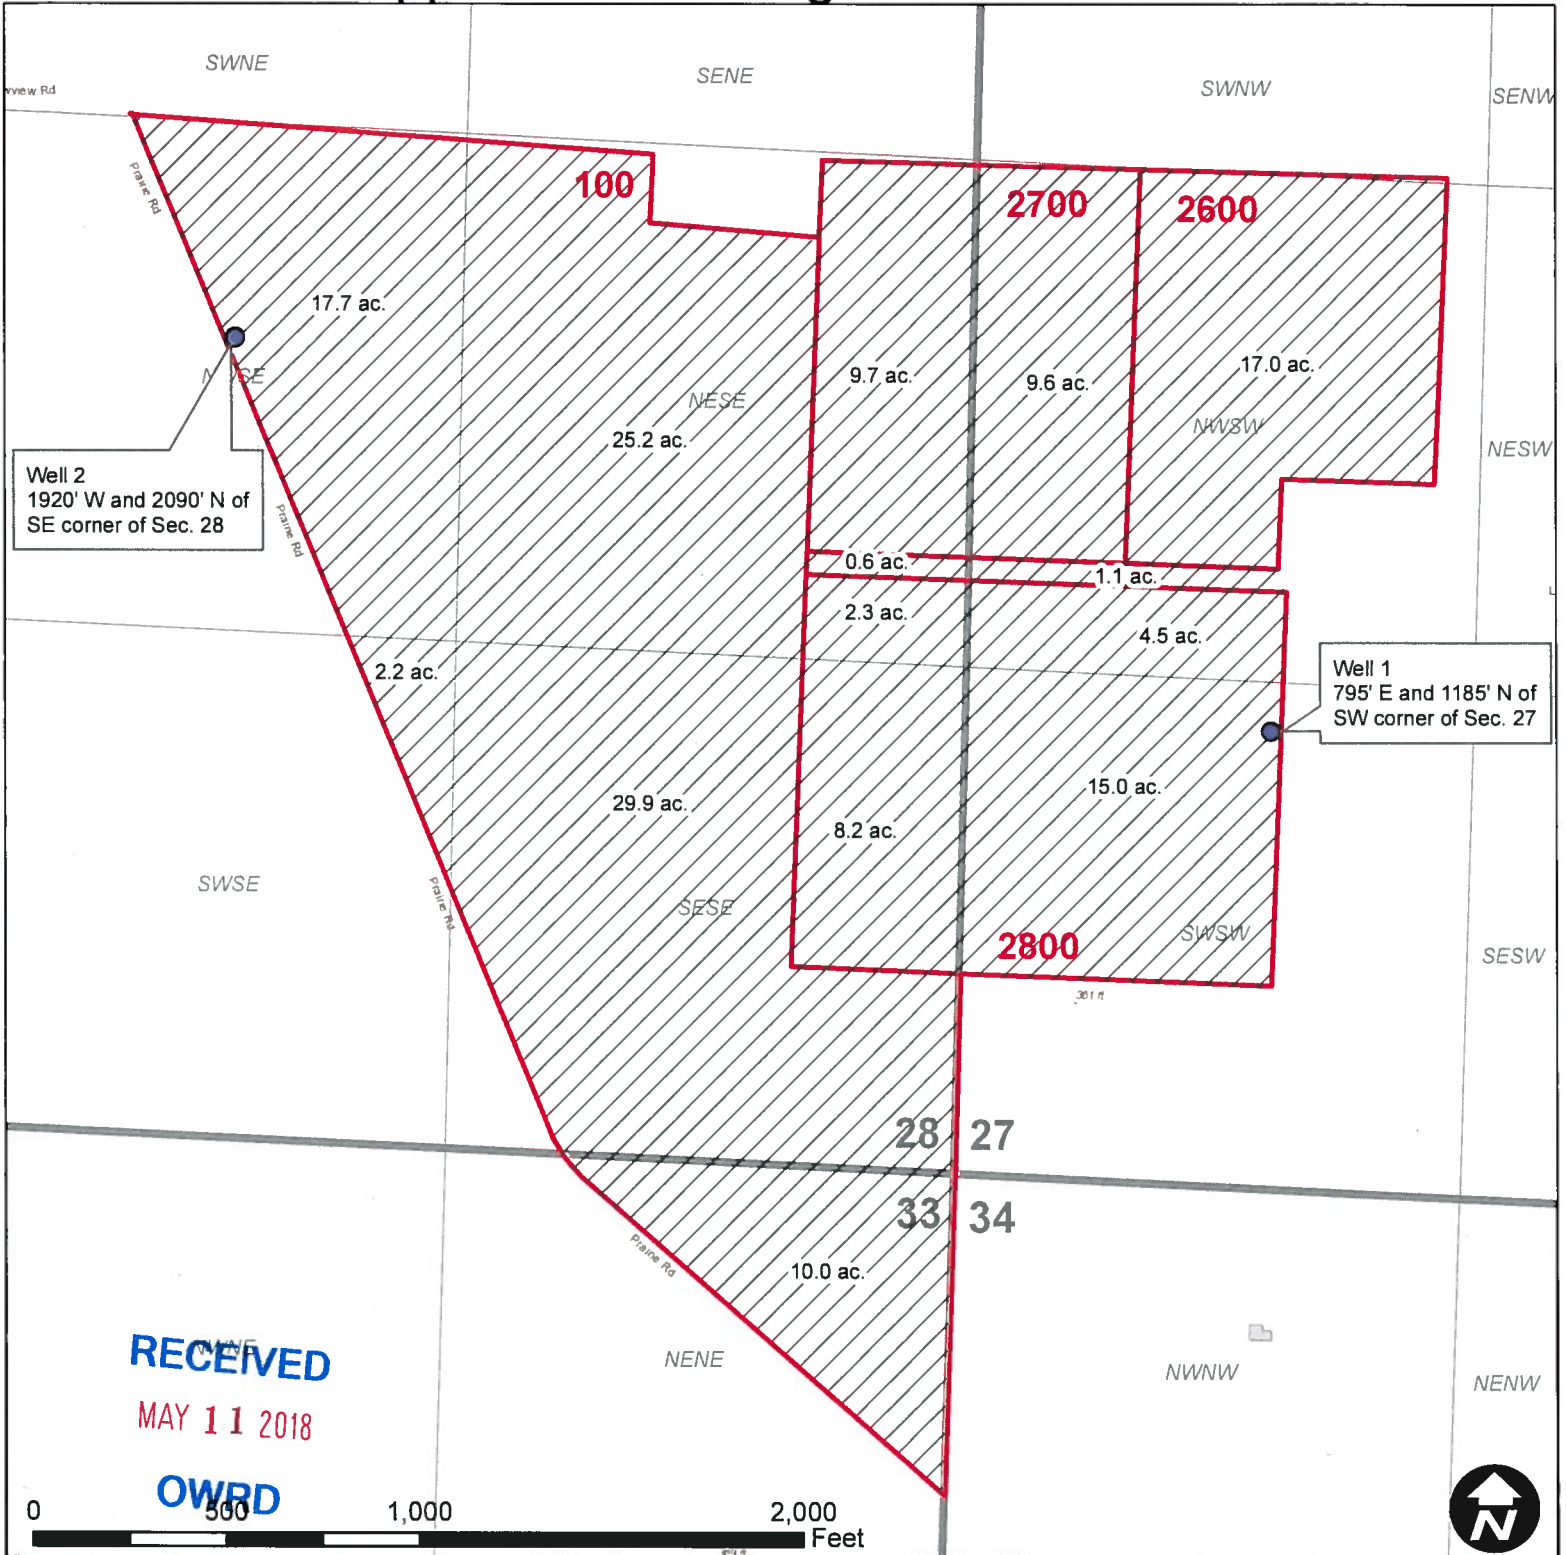 SWNE
SENE
SWNW
SENW
Prairie Rd
100
2700
2600
17.7 ac.
9.7 ac.
9.6 ac.
17.0 ac.
NESE
25.2 ac.
NWSW
NESW
Well 2
1920' W and 2090' N of
SE corner of Sec. 28
Prairie Rd
0.6 ac.
1.1 ac.
2.3 ac.
4.5 ac.
2.2 ac.
Well 1
795' E and 1185' N of
SW corner of Sec. 27
15.0 ac.
29.9 ac.
8.2 ac.
SWSE
Prairie Rd
SESE
2800
SWSW
SESW
28 27
33 34
Prairie Rd
10.0 ac.
NWNE
RECEIVED
NENE
NWNW
NENW
MAY 11 2018
OWRD
0 500 1,000 2,000
Feet
N